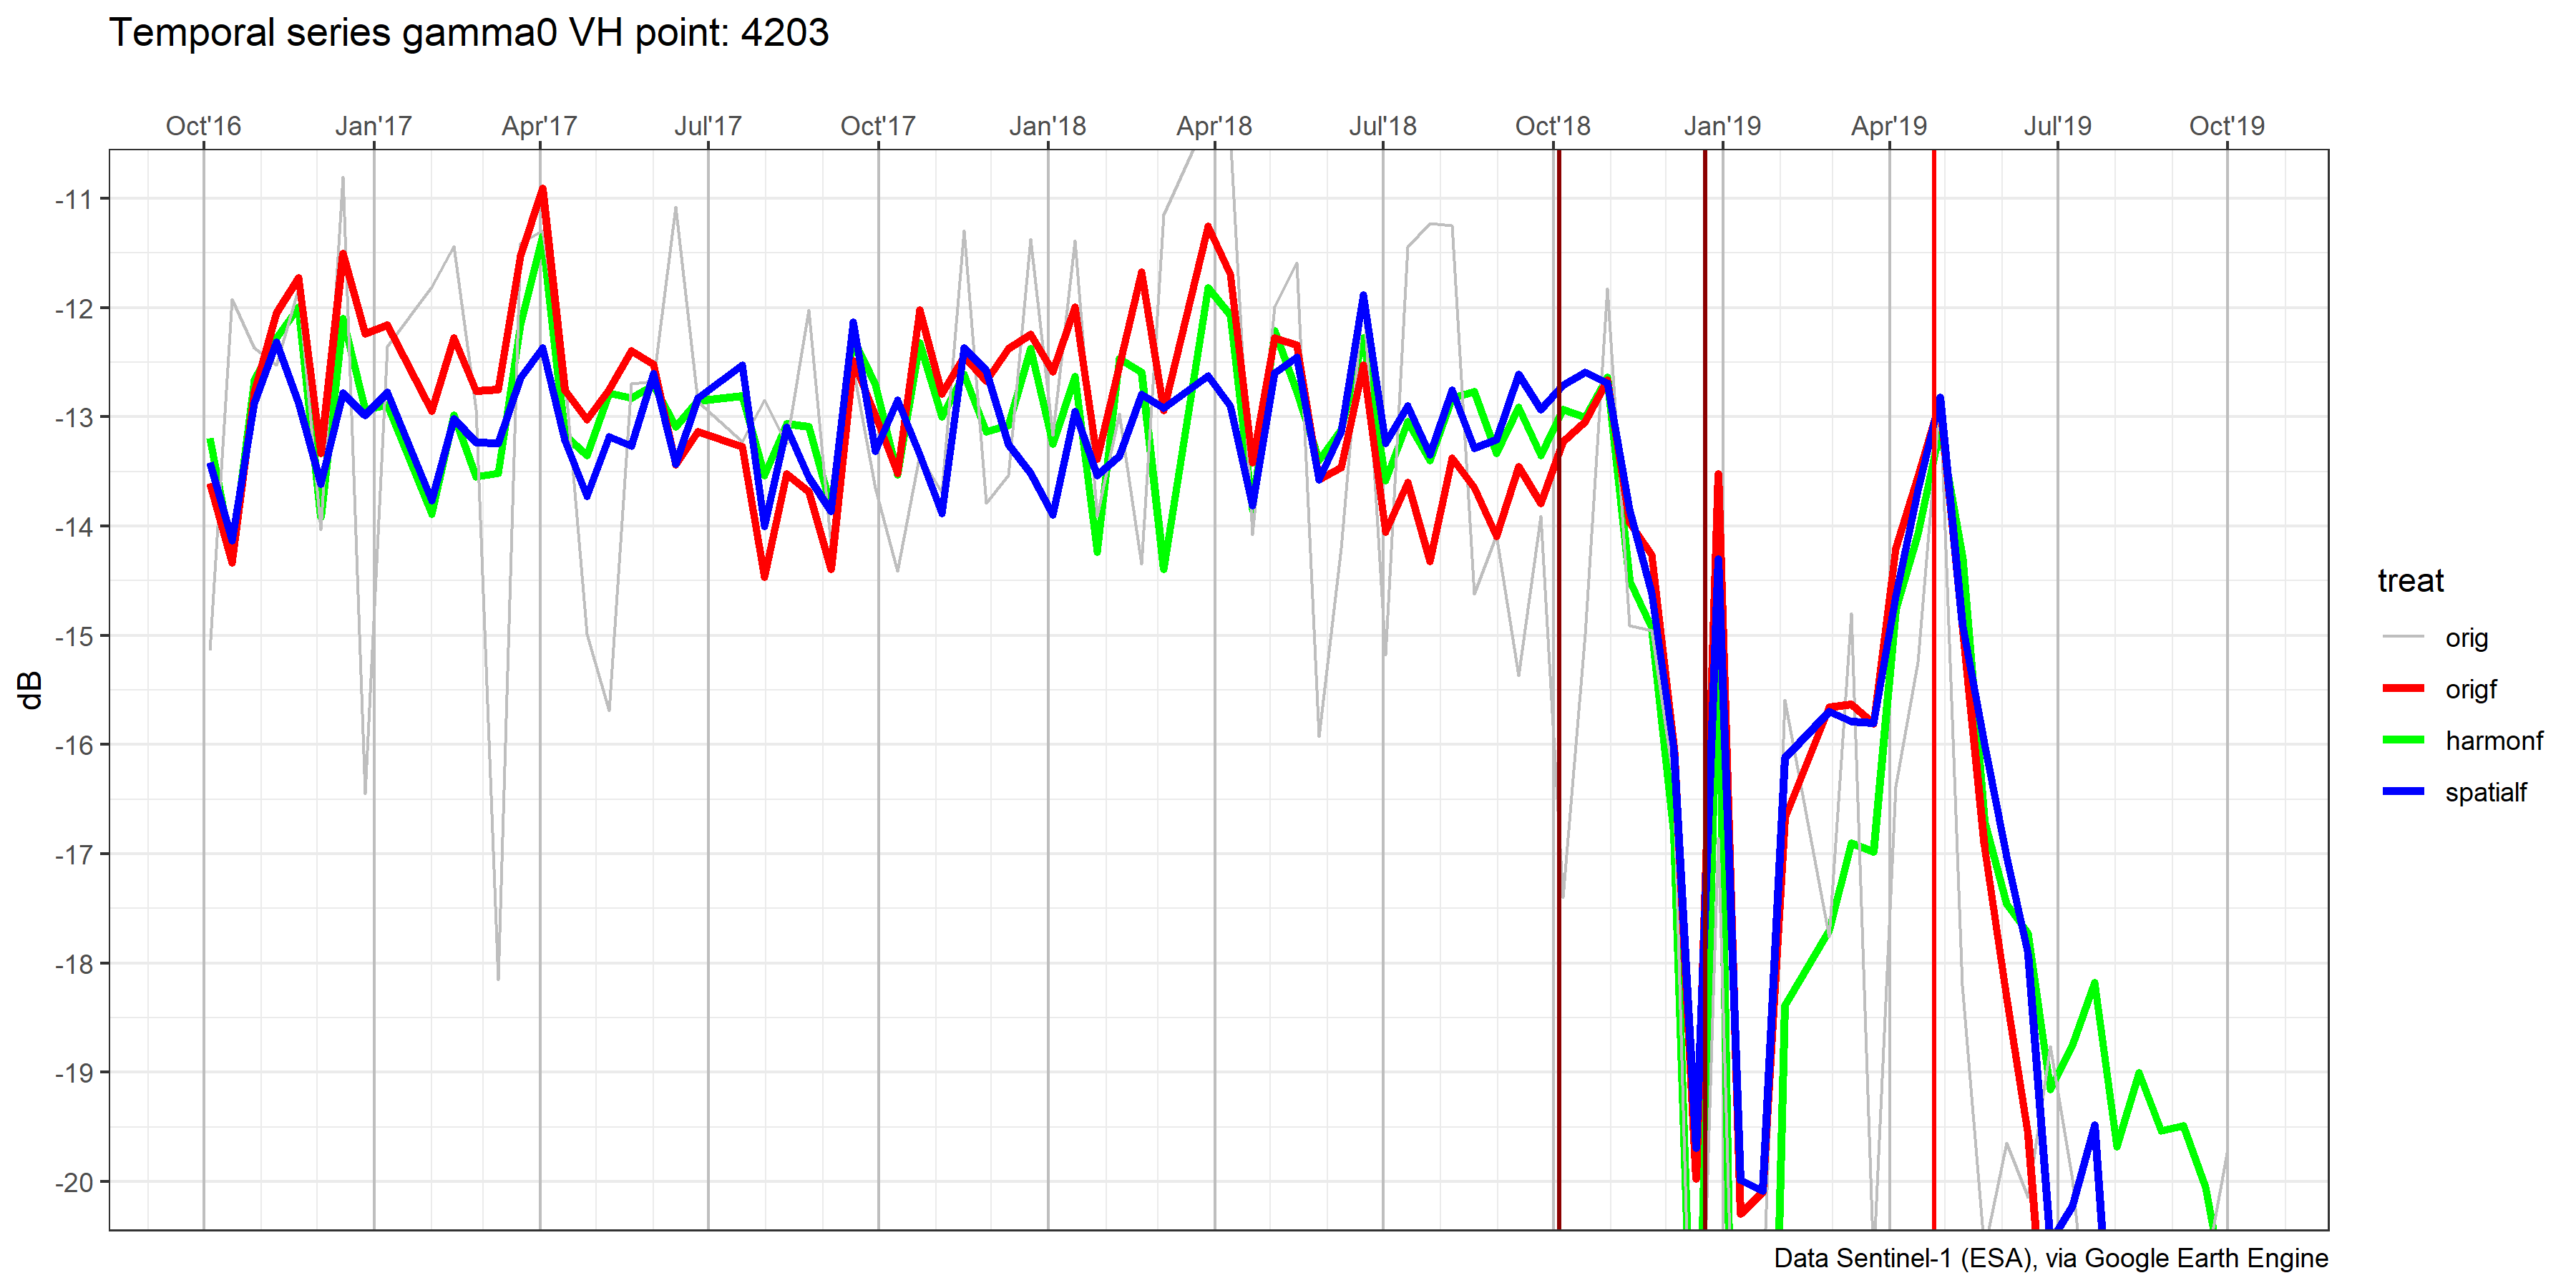 Temporal series gamma0 VH point: 4203
Oct'16 Jan'17 Apr'17 Jul'17 Oct'17 Jan'18 Apr'18 Jul'18 Oct'18 Jan'19 Apr'19 Jul'19 Oct'19
-11
-12
-13
-14
-15
-16
-17
-18
-19
-20
dB
treat
orig
origf
harmonf
spatialf
Data Sentinel-1 (ESA), via Google Earth Engine